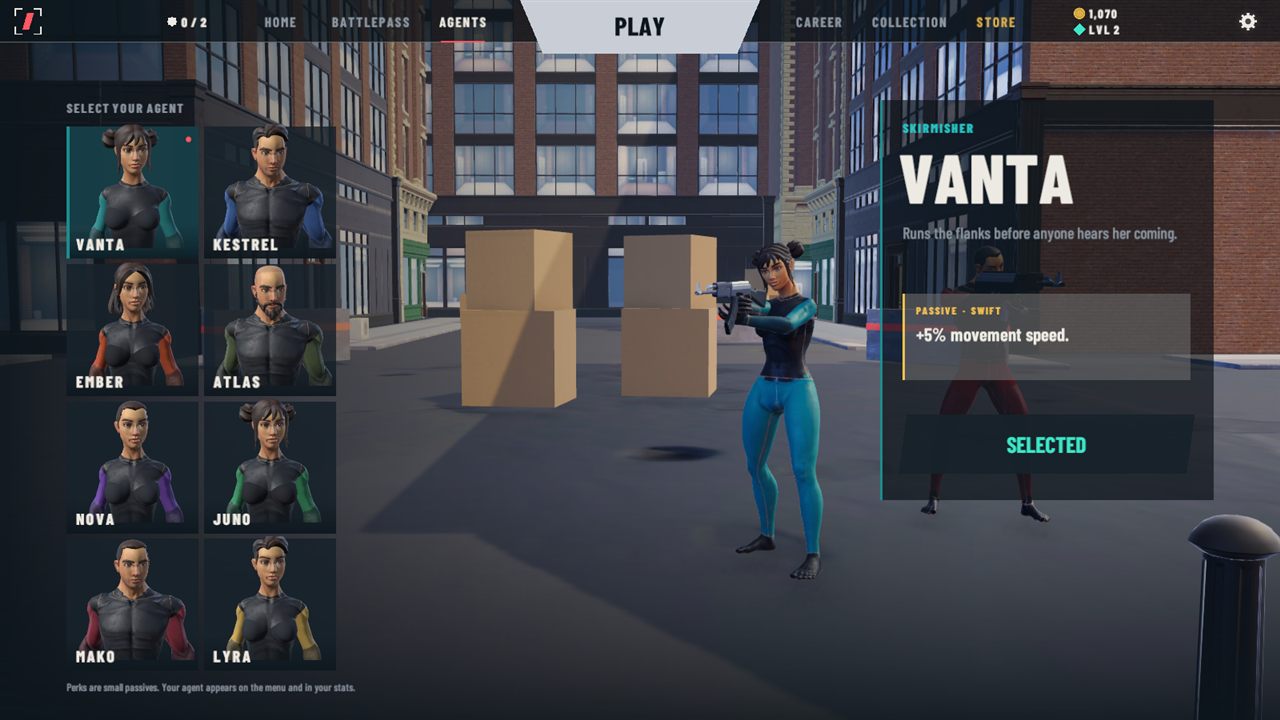 0 / 2
HOME
BATTLEPASS
AGENTS
PLAY
CAREER
COLLECTION
STORE
1,070
LVL 2
SELECT YOUR AGENT
VANTA
KESTREL
EMBER
ATLAS
NOVA
JUNO
MAKO
LYRA
Perks are small passives. Your agent appears on the menu and in your stats.
SKIRMISHER
VANTA
Runs the flanks before anyone hears her coming.
PASSIVE - SWIFT
+5% movement speed.
SELECTED